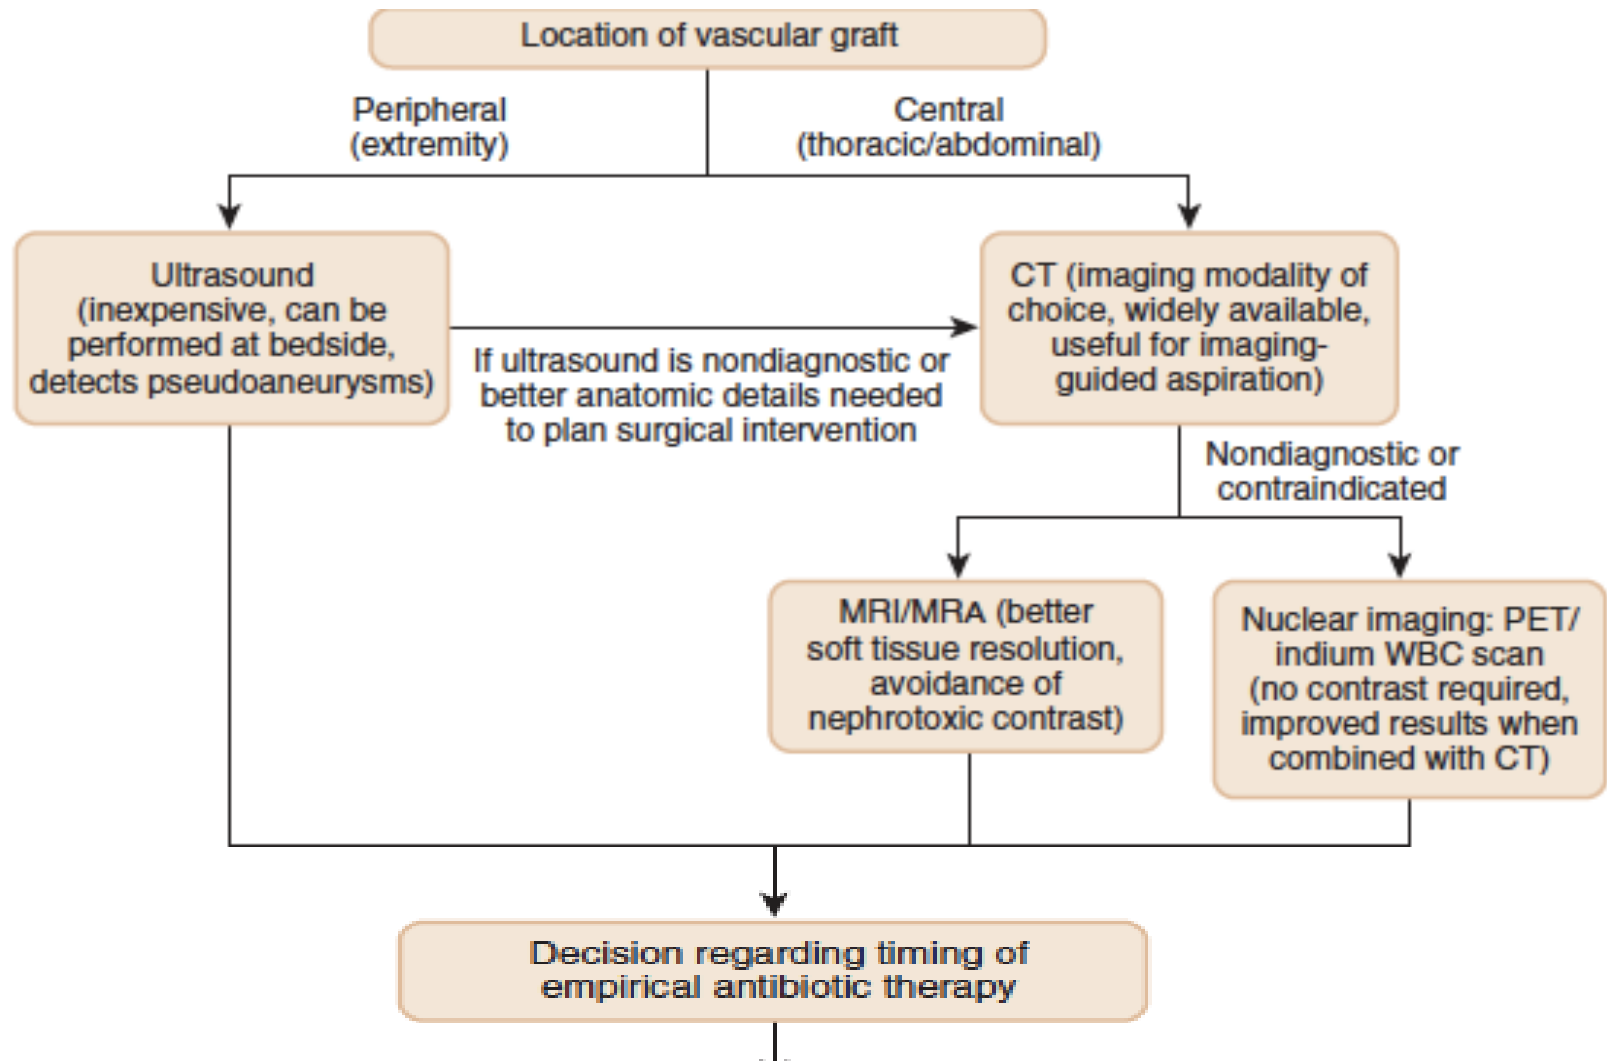 Location of vascular graft
Peripheral
(extremity)
Central
(thoracic/abdominal)
Ultrasound
(inexpensive, can be
performed at bedside,
detects pseudoaneurysms)
If ultrasound is nondiagnostic or
better anatomic details needed
to plan surgical intervention
CT (imaging modality of
choice, widely available,
useful for imaging-
guided aspiration)
Nondiagnostic or
contraindicated
MRI/MRA (better
soft tissue resolution,
avoidance of
nephrotoxic contrast)
Nuclear imaging: PET/
indium WBC scan
(no contrast required,
improved results when
combined with CT)
Decision regarding timing of
empirical antibiotic therapy